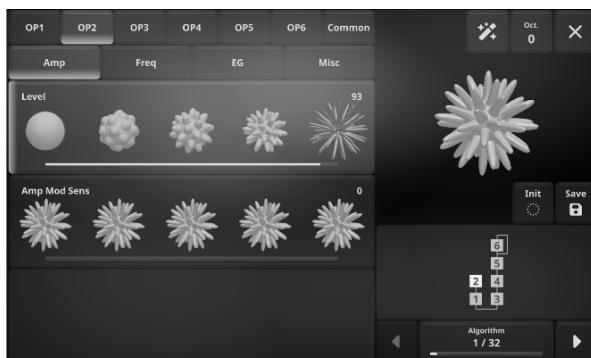 OP1 OP2 OP3 OP4 OP5 OP6 Common
Amp Freq EG Misc
Level 93
Amp Mod Sens 0
Oct.
0
Init Save
6
5
2 4
1 3
Algorithm
1 / 32